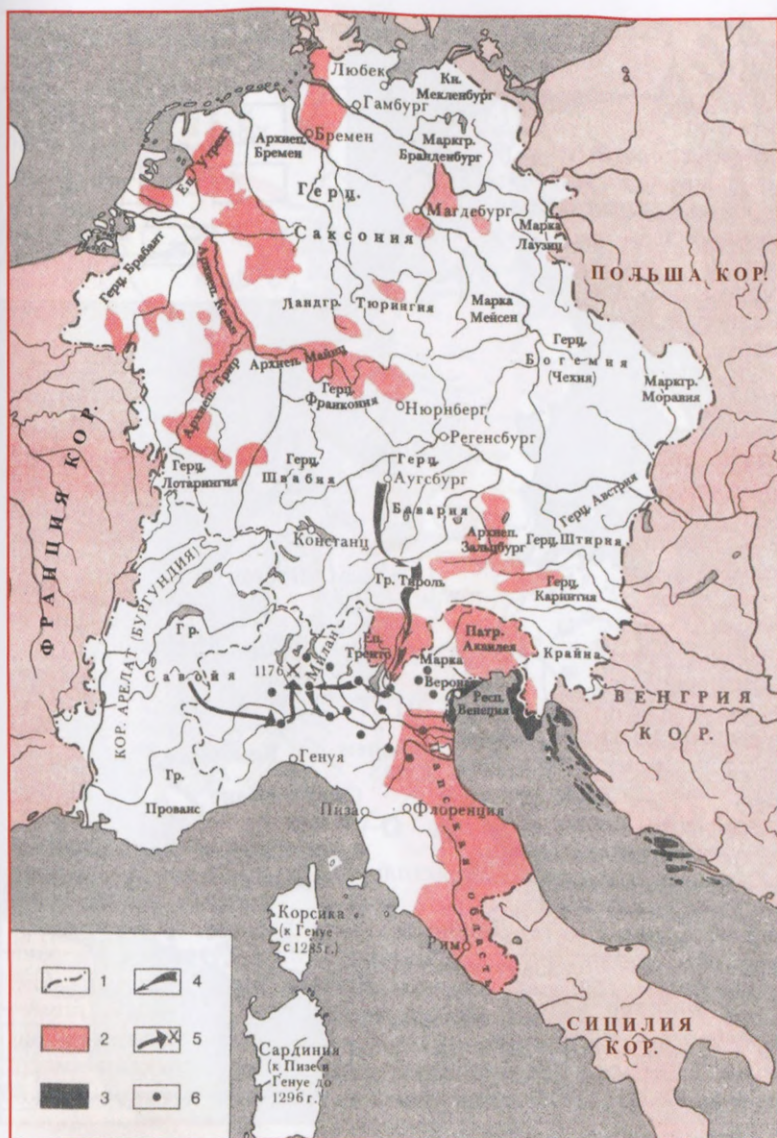 Любек
Кн.
Мекленбург
Гамбург
Архиеп.
Бремен
Бремен
Маркгр.
Бранденбург
Еп. Утрехт
Герц.
Саксония
Магдебург
Марка
Лаузиц
ПОЛЬША КОР.
Герц. Брабант
Архиеп. Кельн
Ландгр. Тюрингия
Марка
Мейсен
Герц.
Богемия
(Чехия)
Маркгр.
Моравия
Архиеп. Майнц
Архиеп. Трир
Герц.
Франкония
Нюрнберг
Регенсбург
ФРАНЦИЯ КОР.
Герц.
Лотарингия
Герц.
Швабия
Герц.
Бавария
Аугсбург
Герц. Австрия
Констанц
Архиеп.
Зальцбург
Герц. Штирия
Гр. Тироль
Герц.
Каринтия
КОР. АРЕЛАТ (БУРГУНДИЯ)
Гр.
Савойя
1176
Милан
Еп.
Тренто
Марка
Верона
Патр.
Аквилея
Крайна
Респ.
Венеция
ВЕНГРИЯ
КОР.
Гр.
Прованс
Генуя
Пиза
Флоренция
Папская область
Корсика
(к Генуе
с 1285 г.)
Рим
Сардиния
(к Пизе и
Генуе до
1296 г.)
СИЦИЛИЯ
КОР.
1
4
2
5
3
6